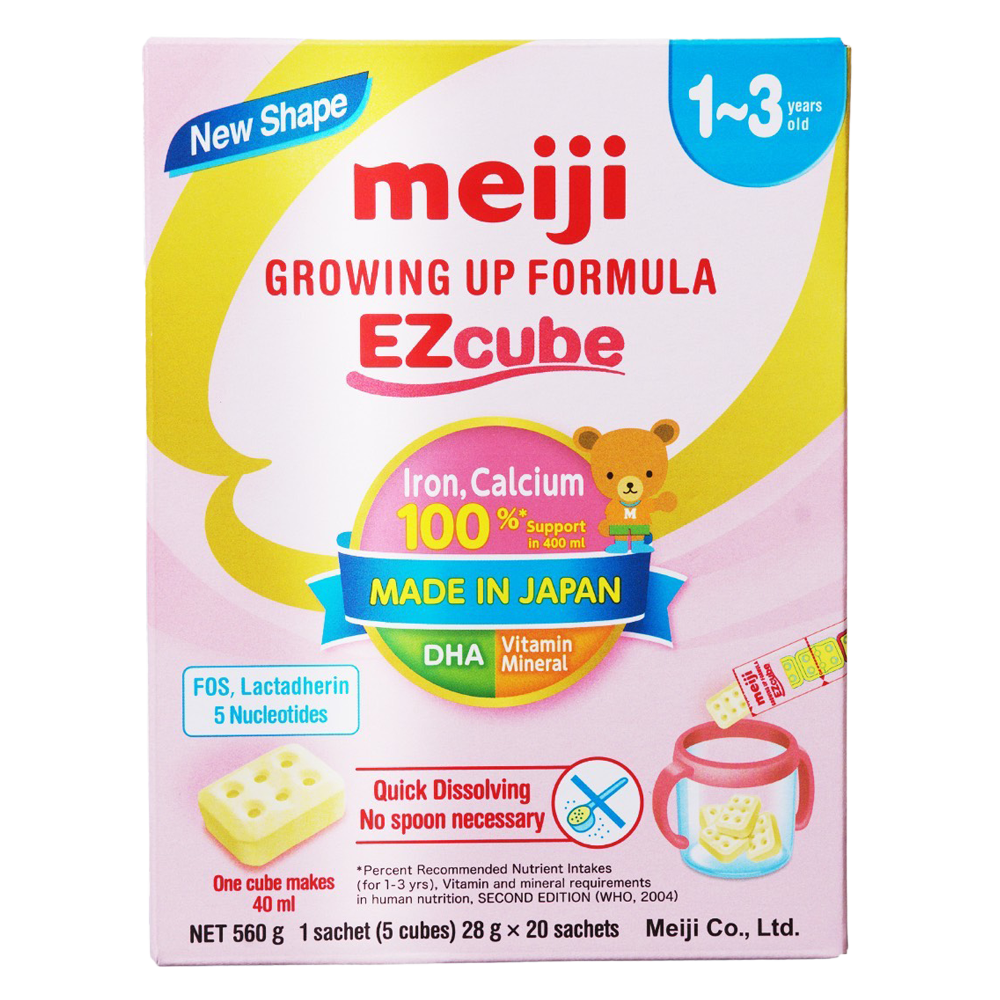 New Shape
1~3 years old
meiji
GROWING UP FORMULA
EZcube
Iron, Calcium
100%* Support
in 400 ml
M
MADE IN JAPAN
DHA
Vitamin
Mineral
FOS, Lactadherin
5 Nucleotides
meiji
EZcube
Quick Dissolving
No spoon necessary
One cube makes
40 ml
*Percent Recommended Nutrient Intakes
(for 1-3 yrs), Vitamin and mineral requirements
in human nutrition, SECOND EDITION (WHO, 2004)
NET 560 g 1 sachet (5 cubes) 28 g × 20 sachets Meiji Co., Ltd.